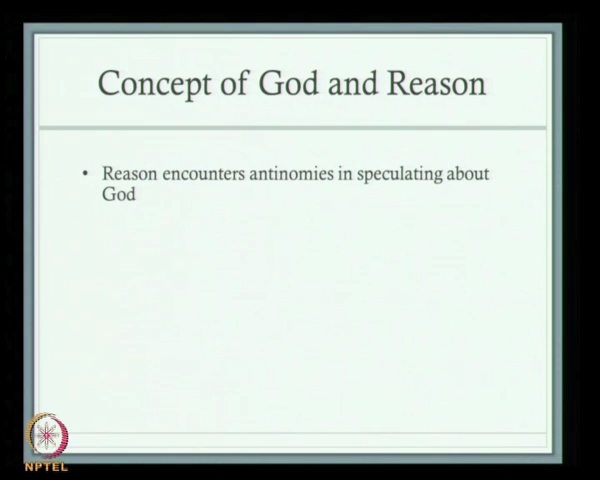 Concept of God and Reason
• Reason encounters antinomies in speculating about
God
NPTEL